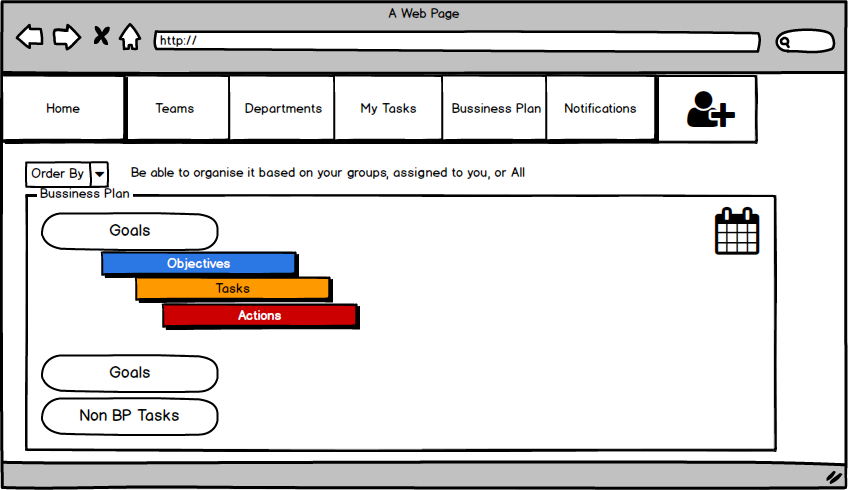 A Web Page
http://
Home Teams Departments My Tasks Bussiness Plan Notifications
Order By Be able to organise it based on your groups, assigned to you, or All
Bussiness Plan
Goals
Objectives
Tasks
Actions
Goals
Non BP Tasks